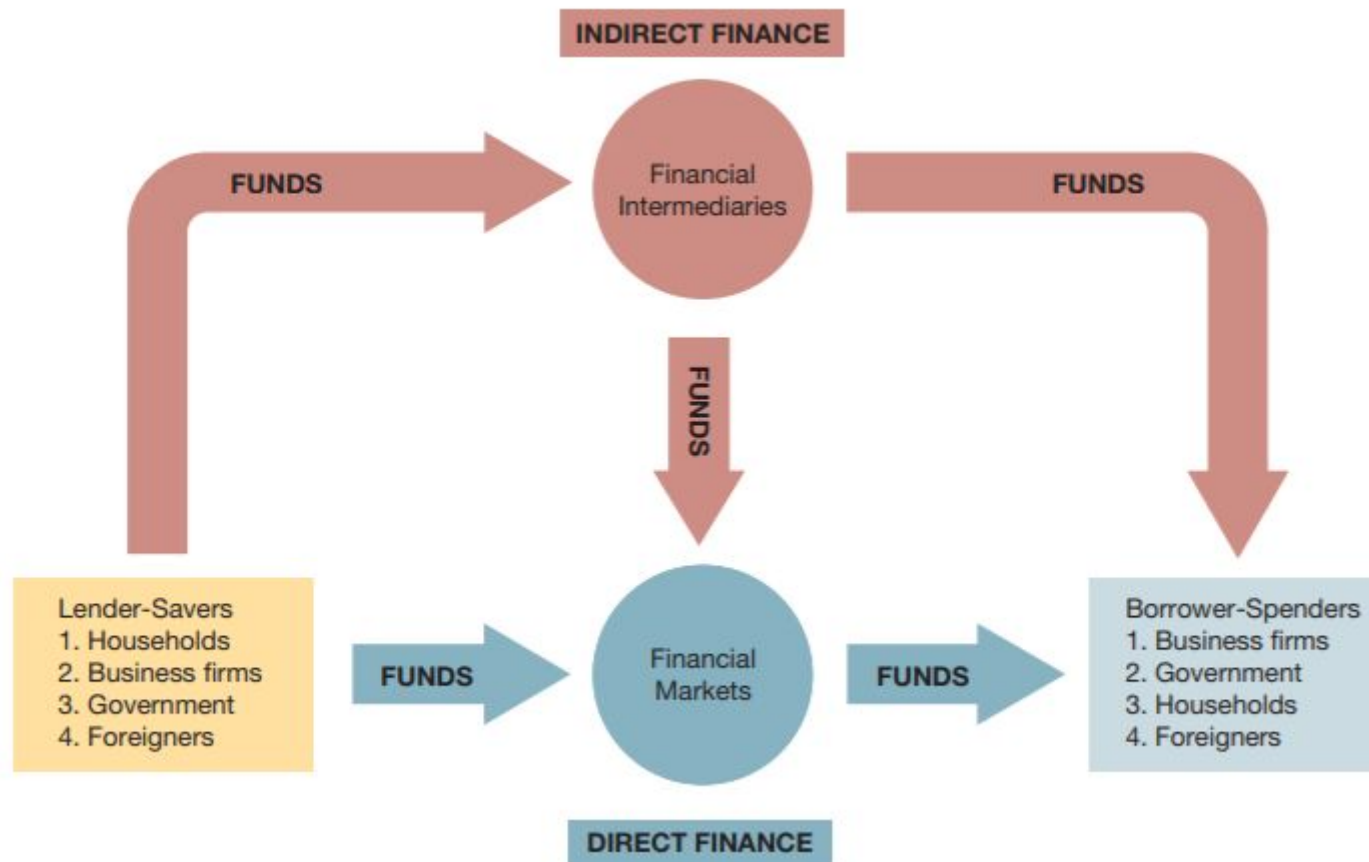 INDIRECT FINANCE
FUNDS
Financial
Intermediaries
FUNDS
FUNDS
Lender-Savers
1. Households
2. Business firms
3. Government
4. Foreigners
FUNDS
Financial
Markets
FUNDS
Borrower-Spenders
1. Business firms
2. Government
3. Households
4. Foreigners
DIRECT FINANCE